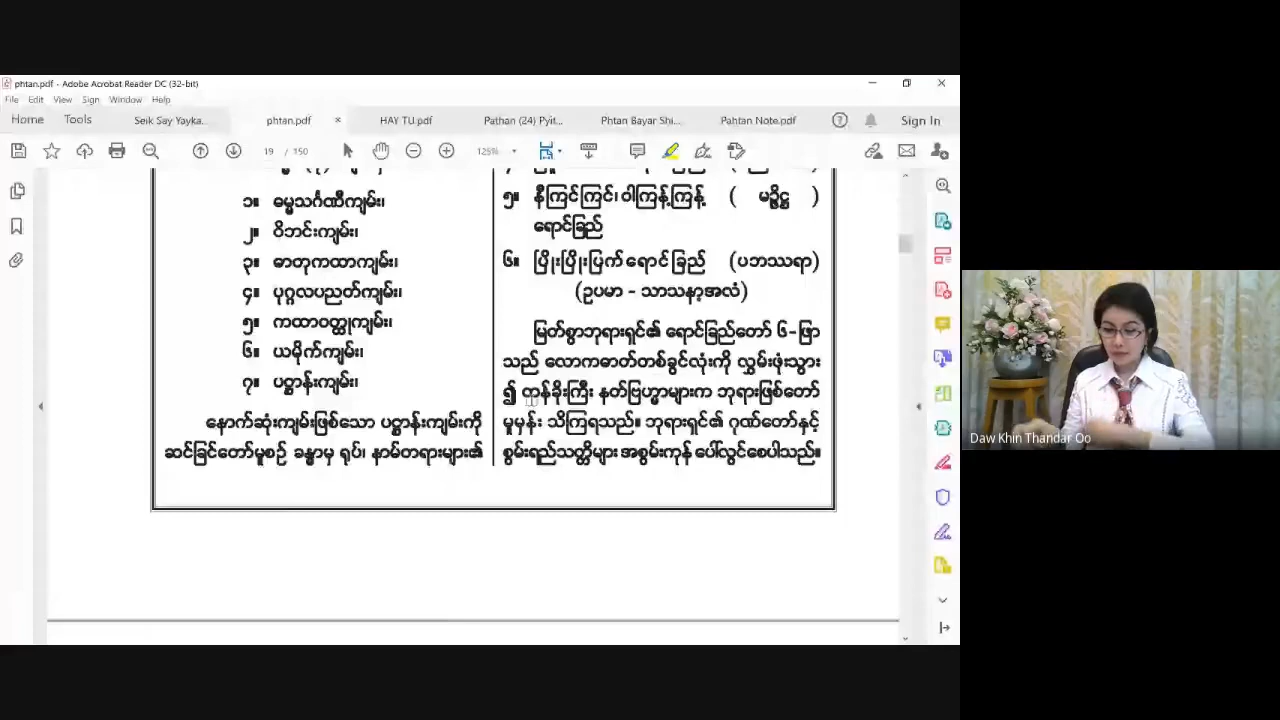 phtan.pdf - Adobe Acrobat Reader DC (32-bit)
File Edit View Sign Window Help
Home Tools Seik Say Yayka... phtan.pdf HAY TU.pdf Pathan (24) Pyit... Phtan Bayar Shi... Pahtan Note.pdf Sign In
19 / 150 125%
၁။ ဓမ္မသင်္ဂဏီကျမ်း၊
၂။ ဝိဘင်းကျမ်း၊
၃။ ဓာတုကထာကျမ်း၊
၄။ ပုဂ္ဂလပညတ်ကျမ်း၊
၅။ ကထာဝတ္ထုကျမ်း၊
၆။ ယမိုက်ကျမ်း၊
၇။ ပဋ္ဌာန်းကျမ်း၊
နောက်ဆုံးကျမ်းဖြစ်သော ပဋ္ဌာန်းကျမ်းကို
ဆင်ခြင်တော်မူစဉ် ခန္ဓာမှ ရုပ်၊ နာမ်တရားများ၏
၅။ နီကြင်ကြင်၊ ဝါကြန့်ကြန့် ( မဉ္ဇိဋ္ဌ )
ရောင်ခြည်
၆။ ပြိုးပြိုးပြက် ရောင်ခြည် (ပဘဿရာ)
(ဥပမာ - သာသနာ့အလံ)
မြတ်စွာဘုရားရှင်၏ ရောင်ခြည်တော် ၆-ဖြာ
သည် လောကဓာတ်တစ်ခွင်လုံးကို လွှမ်းဖုံးသွား
၍ တန်ခိုးကြီး နတ်ဗြဟ္မာများက ဘုရားဖြစ်တော်
မူမှန်း သိကြရသည်။ ဘုရားရှင်၏ ဂုဏ်တော်နှင့်
စွမ်းရည်သတ္တိများ အစွမ်းကုန် ပေါ်လွင်စေပါသည်။
Daw Khin Thandar Oo